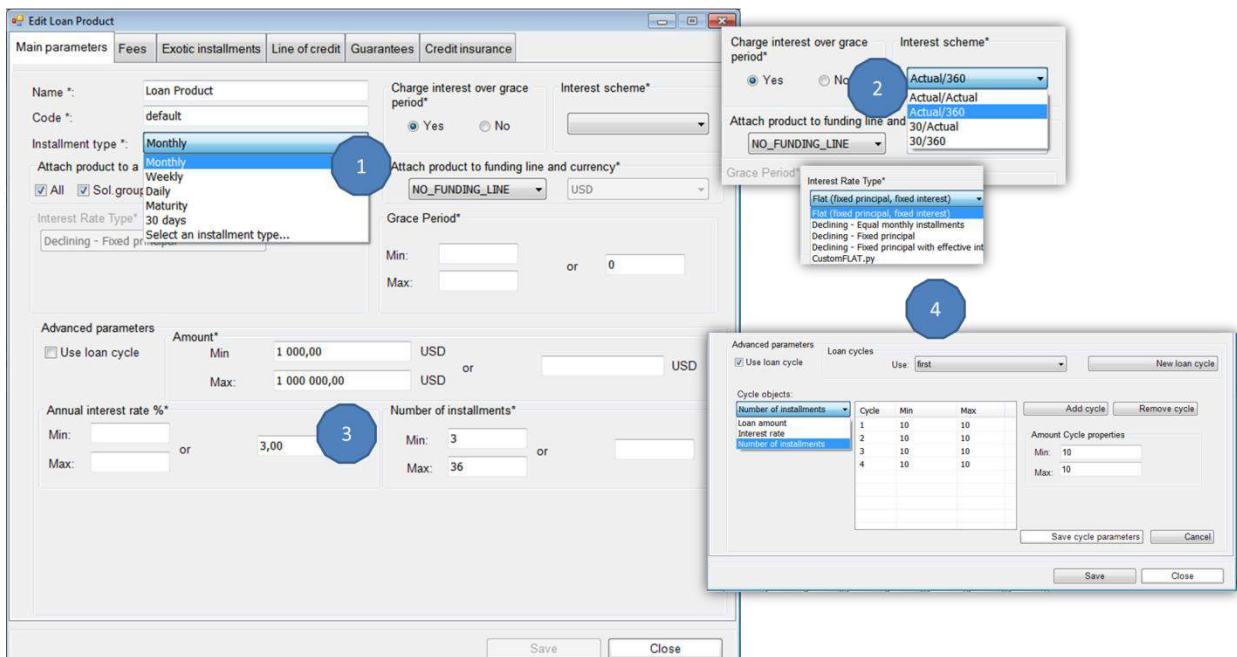 Edit Loan Product
Main parameters Fees Exotic installments Line of credit Guarantees Credit insurance
Name *: Loan Product
Code *: default
Installment type *: Monthly
Monthly
Weekly
Daily
Maturity
30 days
Select an installment type...
Attach product to a
All Sol.group
Interest Rate Type*
Declining - Fixed principal
Charge interest over grace period*
Yes No
Interest scheme*
Attach product to funding line and currency*
NO_FUNDING_LINE USD
Grace Period*
Min:
or 0
Max:
1
Advanced parameters
Use loan cycle
Amount*
Min 1 000,00 USD
or USD
Max: 1 000 000,00 USD
Annual interest rate %*
Min:
or 3,00
Max:
3
Number of installments*
Min: 3
or
Max: 36
Save Close
Charge interest over grace
period*
Yes No
2
Interest scheme*
Actual/360
Actual/Actual
Actual/360
30/Actual
30/360
Attach product to funding line and
NO_FUNDING_LINE
Grace Period*
Interest Rate Type*
Flat (fixed principal, fixed interest)
Flat (fixed principal, fixed interest)
Declining - Equal monthly installments
Declining - Fixed principal
Declining - Fixed principal with effective int
CustomFLAT.py
4
Advanced parameters
Use loan cycle
Loan cycles
Use: first New loan cycle
Cycle objects:
Number of installments
Loan amount
Interest rate
Number of installments
Cycle Min Max
1 10 10
2 10 10
3 10 10
4 10 10
Add cycle Remove cycle
Amount Cycle properties
Min: 10
Max: 10
Save cycle parameters Cancel
Save Close